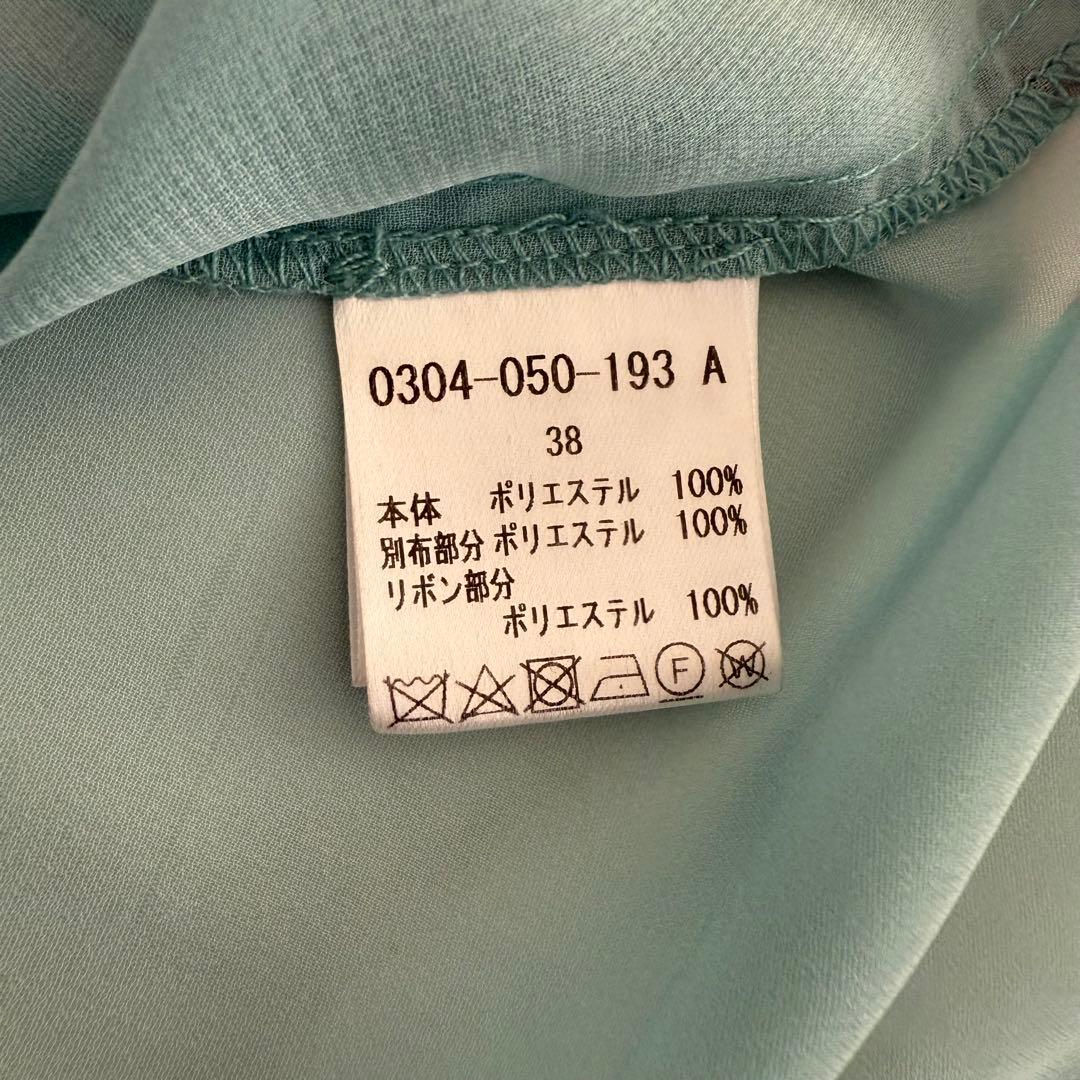 0304-050-193 A
38
本体 ポリエステル 100%
別布部分 ポリエステル 100%
リボン部分
ポリエステル 100%
F W